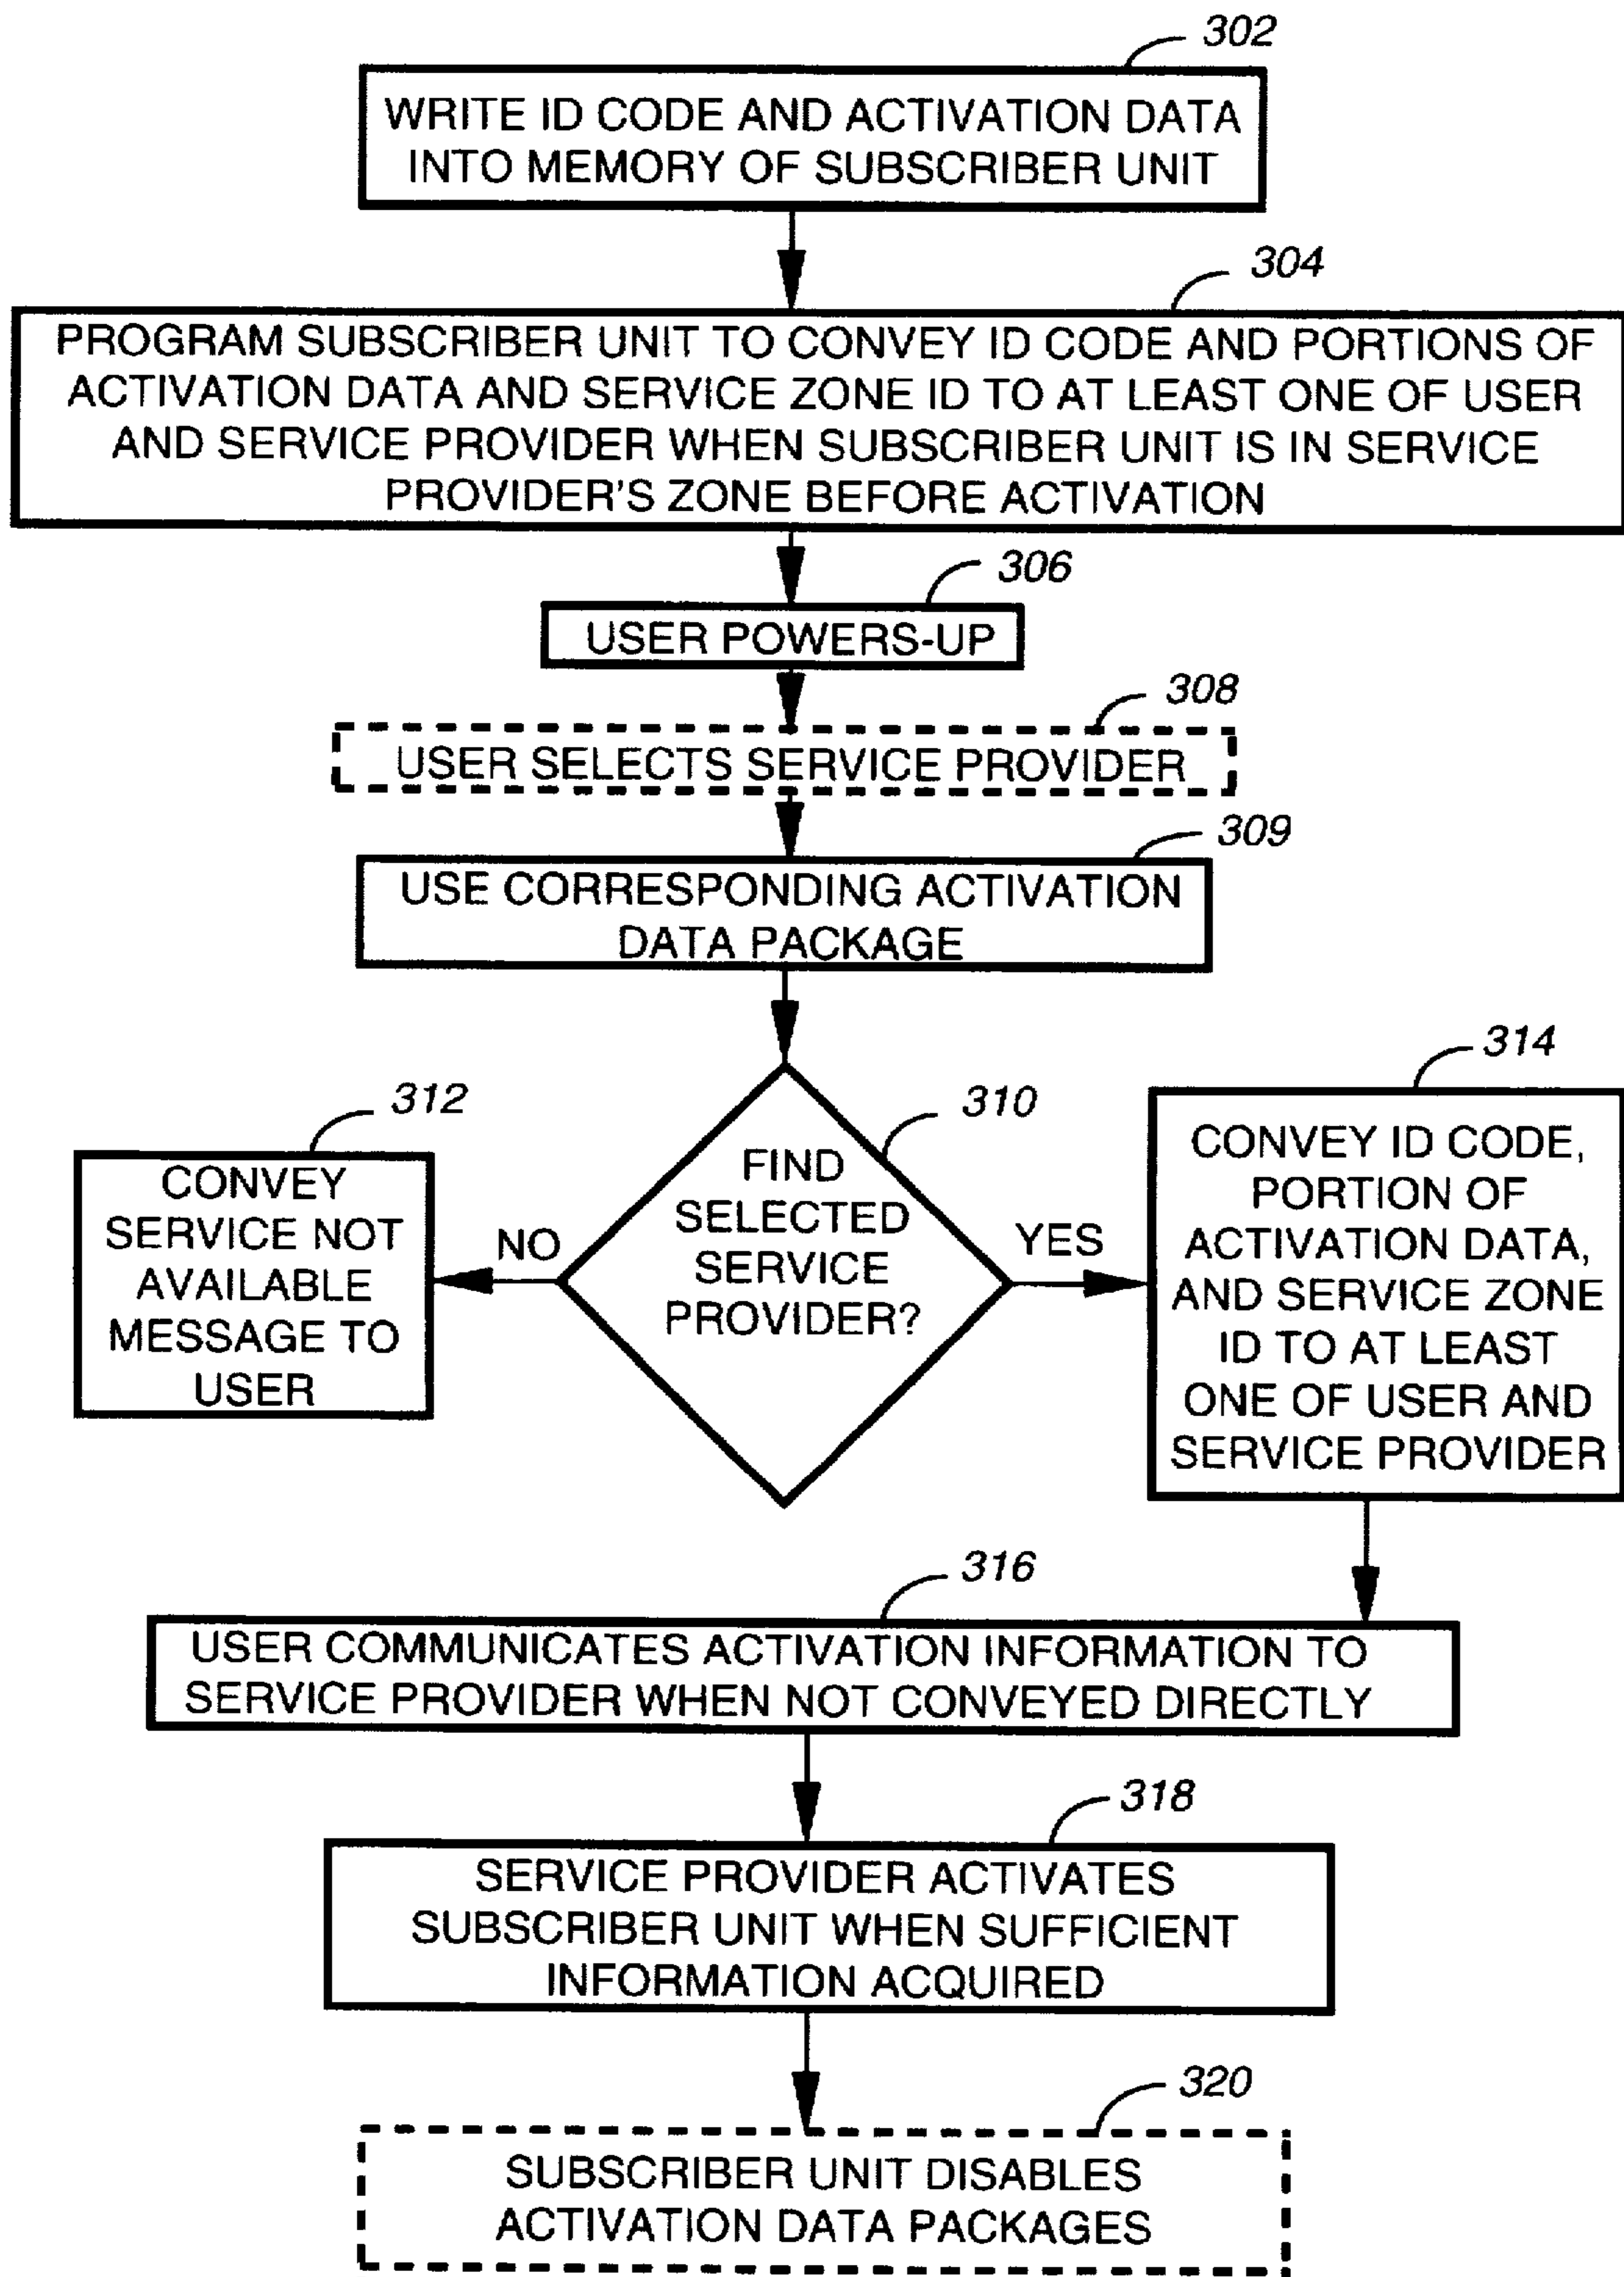 302
WRITE ID CODE AND ACTIVATION DATA
INTO MEMORY OF SUBSCRIBER UNIT
304
PROGRAM SUBSCRIBER UNIT TO CONVEY ID CODE AND PORTIONS OF
ACTIVATION DATA AND SERVICE ZONE ID TO AT LEAST ONE OF USER
AND SERVICE PROVIDER WHEN SUBSCRIBER UNIT IS IN SERVICE
PROVIDER'S ZONE BEFORE ACTIVATION
306
USER POWERS-UP
308
USER SELECTS SERVICE PROVIDER
309
USE CORRESPONDING ACTIVATION
DATA PACKAGE
310
FIND
SELECTED
SERVICE
PROVIDER?
NO
312
CONVEY
SERVICE NOT
AVAILABLE
MESSAGE TO
USER
YES
314
CONVEY ID CODE,
PORTION OF
ACTIVATION DATA,
AND SERVICE ZONE
ID TO AT LEAST
ONE OF USER AND
SERVICE PROVIDER
316
USER COMMUNICATES ACTIVATION INFORMATION TO
SERVICE PROVIDER WHEN NOT CONVEYED DIRECTLY
318
SERVICE PROVIDER ACTIVATES
SUBSCRIBER UNIT WHEN SUFFICIENT
INFORMATION ACQUIRED
320
SUBSCRIBER UNIT DISABLES
ACTIVATION DATA PACKAGES